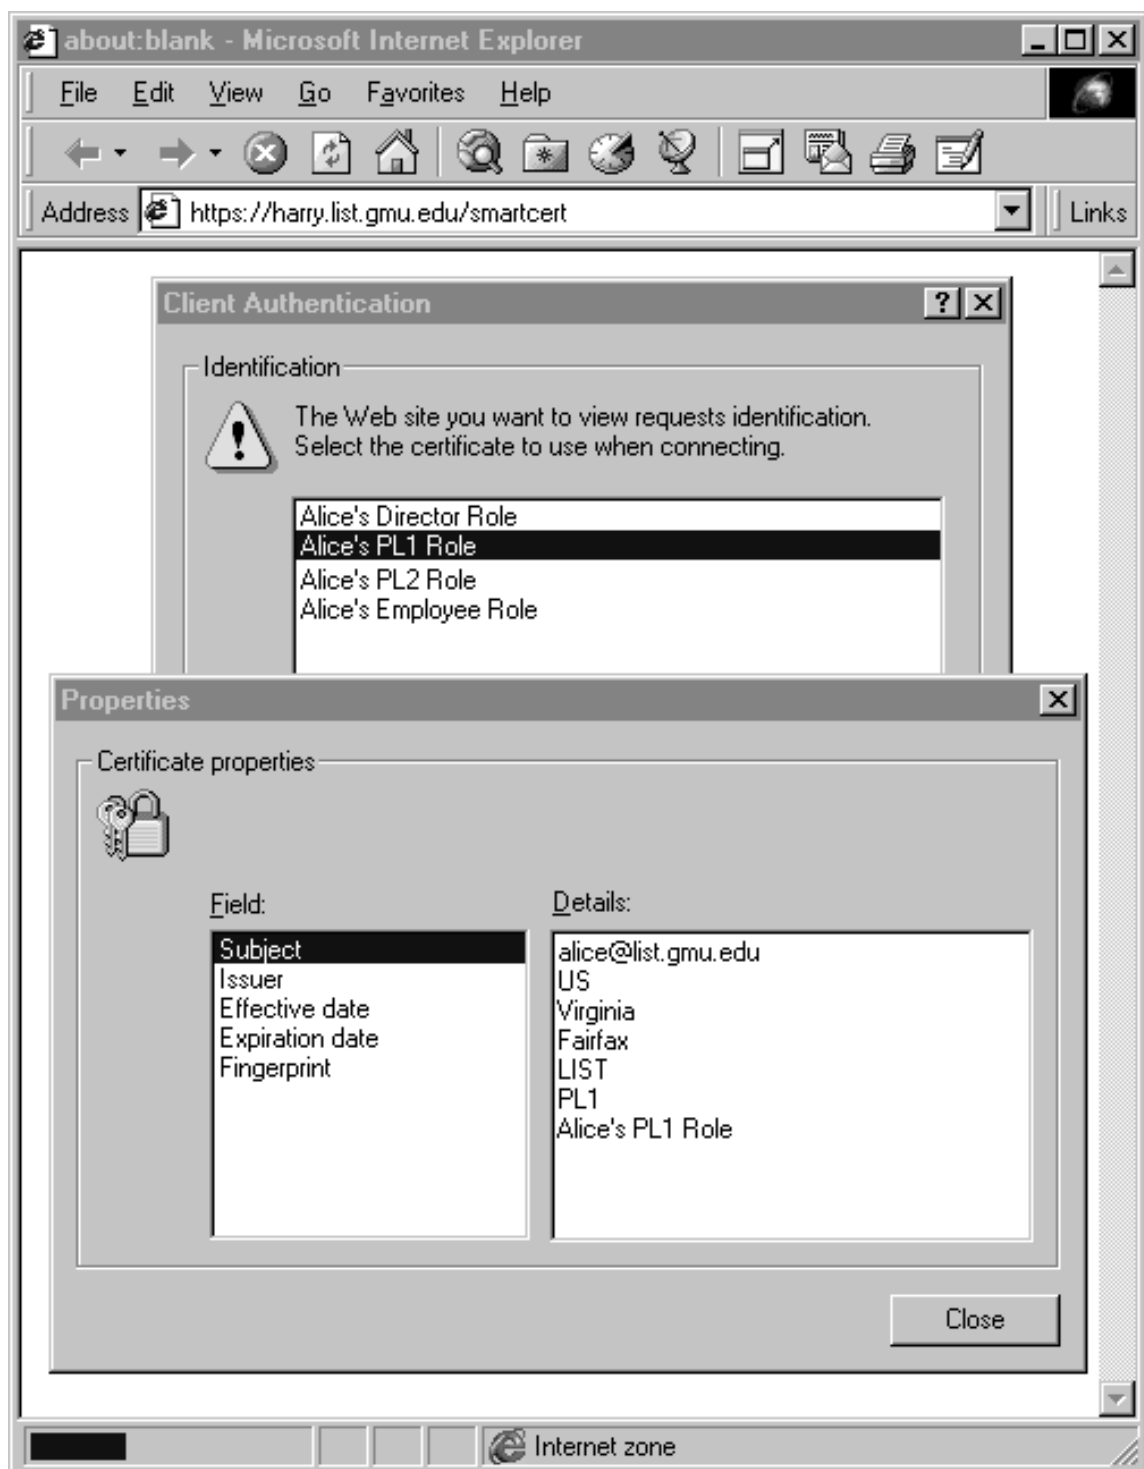 about:blank - Microsoft Internet Explorer
File Edit View Go Favorites Help
Address https://harry.list.gmu.edu/smartcert Links
Client Authentication
Identification
The Web site you want to view requests identification.
Select the certificate to use when connecting.
Alice's Director Role
Alice's PL1 Role
Alice's PL2 Role
Alice's Employee Role
Properties
Certificate properties
Field:
Subject
Issuer
Effective date
Expiration date
Fingerprint
Details:
alice@list.gmu.edu
US
Virginia
Fairfax
LIST
PL1
Alice's PL1 Role
Close
Internet zone